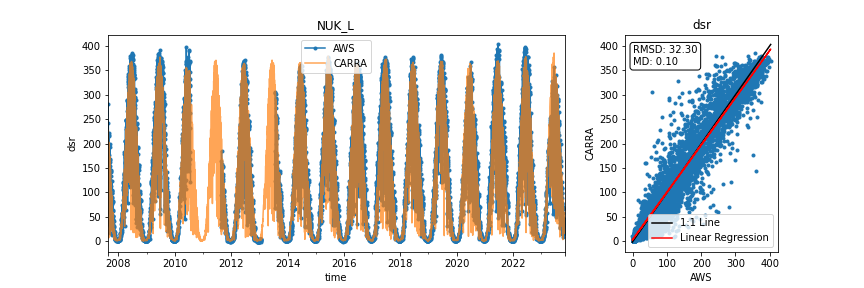 NUK_L
dsr
400
350
300
250
200
150
100
50
0
2008
2010
2012
2014
2016
2018
2020
2022
time
AWS
CARRA
dsr
CARRA
400
350
300
250
200
150
100
50
0
0
100
200
300
400
AWS
RMSD: 32.30
MD: 0.10
1:1 Line
Linear Regression